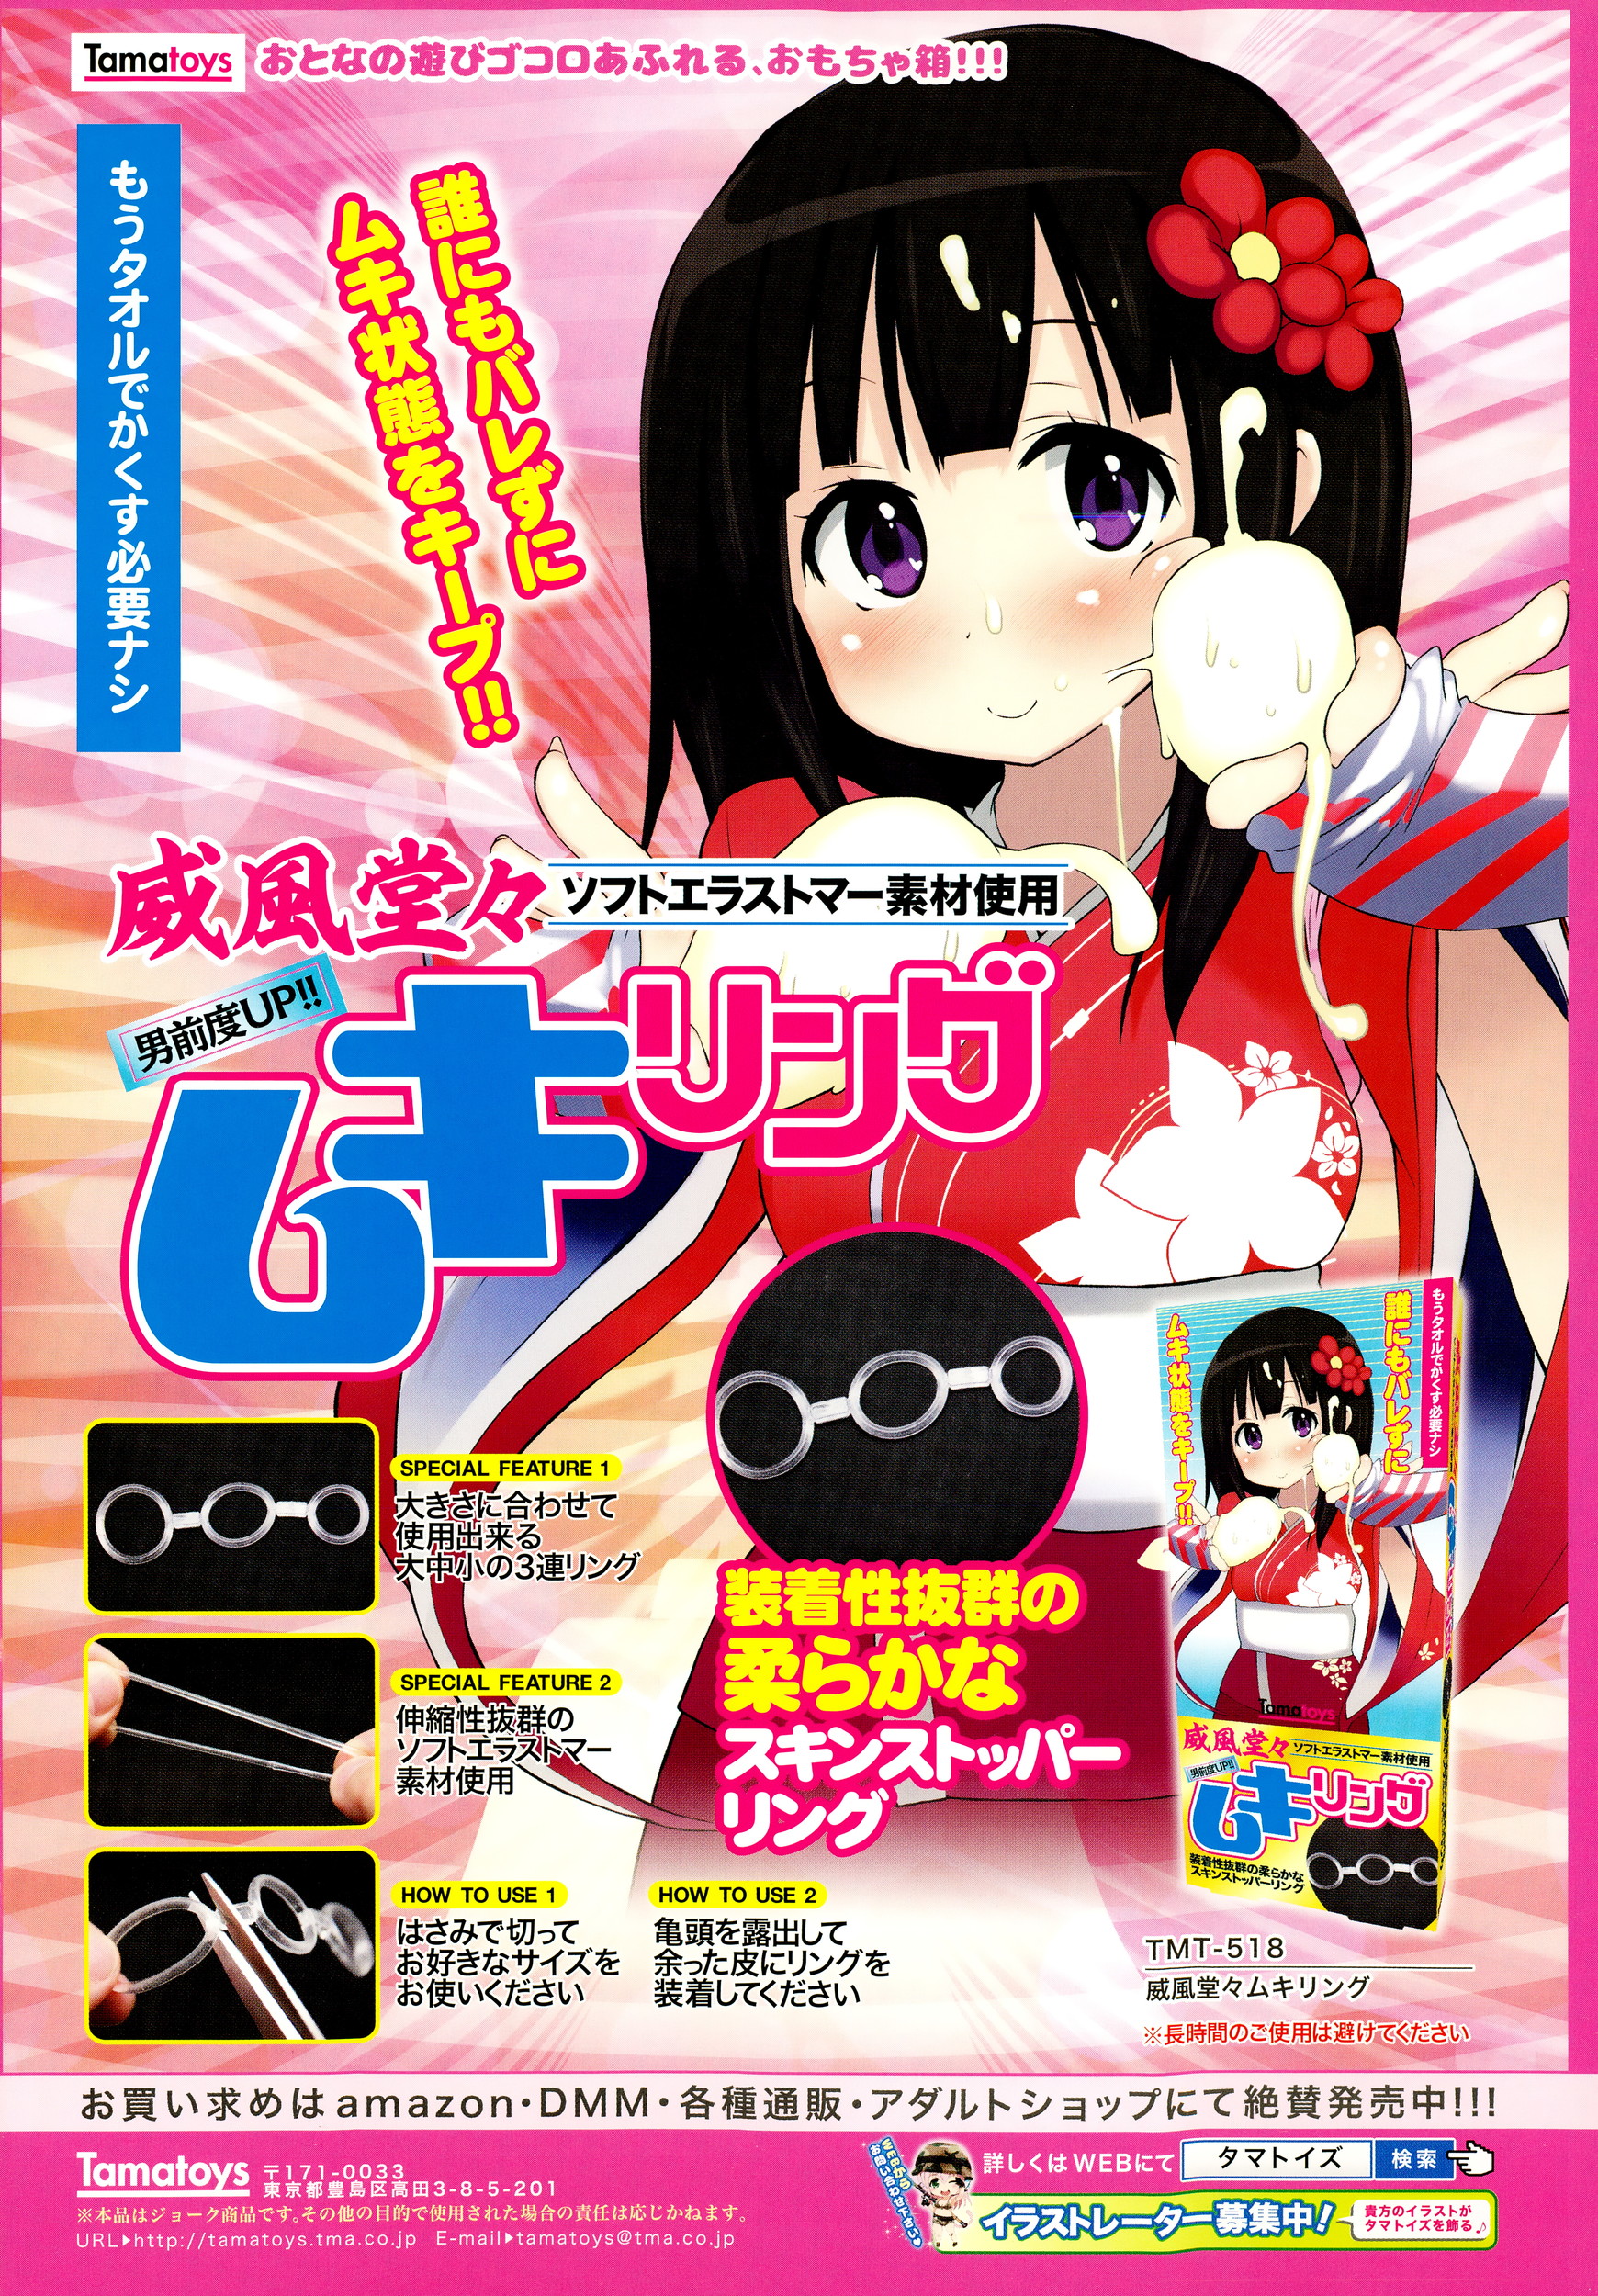 Tamatoys おとなの遊びゴコロあふれる、おもちゃ箱!!!
もうタオルでかくす必要ナシ
誰にもバレずに
ムキ状態をキープ!!
威風堂々 ソフトエラストマー素材使用
男前度UP!!
ムキリング
SPECIAL FEATURE 1
大きさに合わせて
使用出来る
大中小の3連リング
SPECIAL FEATURE 2
伸縮性抜群の
ソフトエラストマー
素材使用
HOW TO USE 1
はさみで切って
お好きなサイズを
お使いください
HOW TO USE 2
亀頭を露出して
余った皮にリングを
装着してください
装着性抜群の
柔らかな
スキンストッパー
リング
もうタオルでかくす必要ナシ
誰にもバレずに
ムキ状態をキープ!!
Tamatoys
威風堂々 ソフトエラストマー素材使用
男前度UP!!
ムキリング
装着性抜群の柔らかな
スキンストッパーリング
TMT-518
威風堂々ムキリング
※長時間のご使用は避けてください
お買い求めはamazon・DMM・各種通販・アダルトショップにて絶賛発売中!!!
Tamatoys 〒171-0033
東京都豊島区高田3-8-5-201
※本品はジョーク商品です。その他の目的で使用された場合の責任は応じかねます。
URL▶http://tamatoys.tma.co.jp E-mail▶tamatoys@tma.co.jp
Webから
お問い合わせ下さい♥
詳しくはWEBにて タマトイズ 検索
イラストレーター募集中!
貴方のイラストが
タマトイズを飾る♪